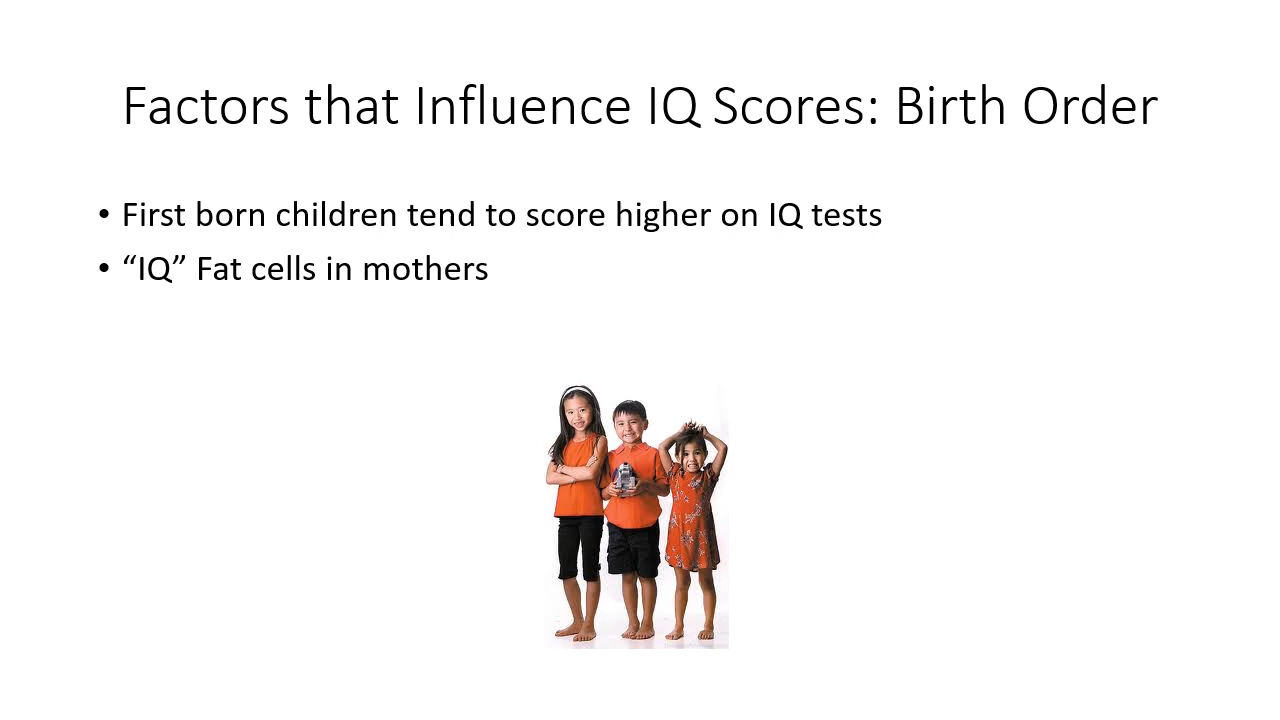 Factors that Influence IQ Scores: Birth Order
• First born children tend to score higher on IQ tests
• “IQ” Fat cells in mothers